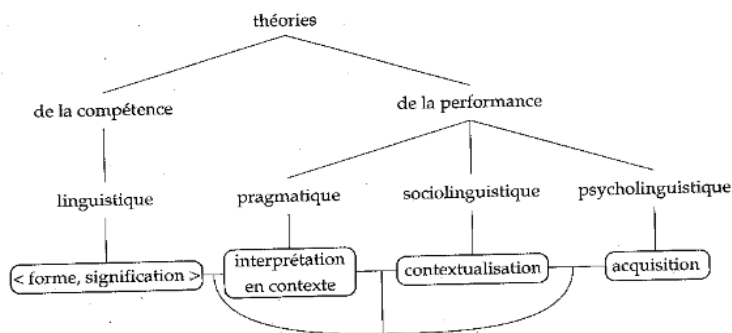 théories
de la compétence
de la performance
linguistique
pragmatique
sociolinguistique
psycholinguistique
< forme, signification >
interprétation
en contexte
contextualisation
acquisition